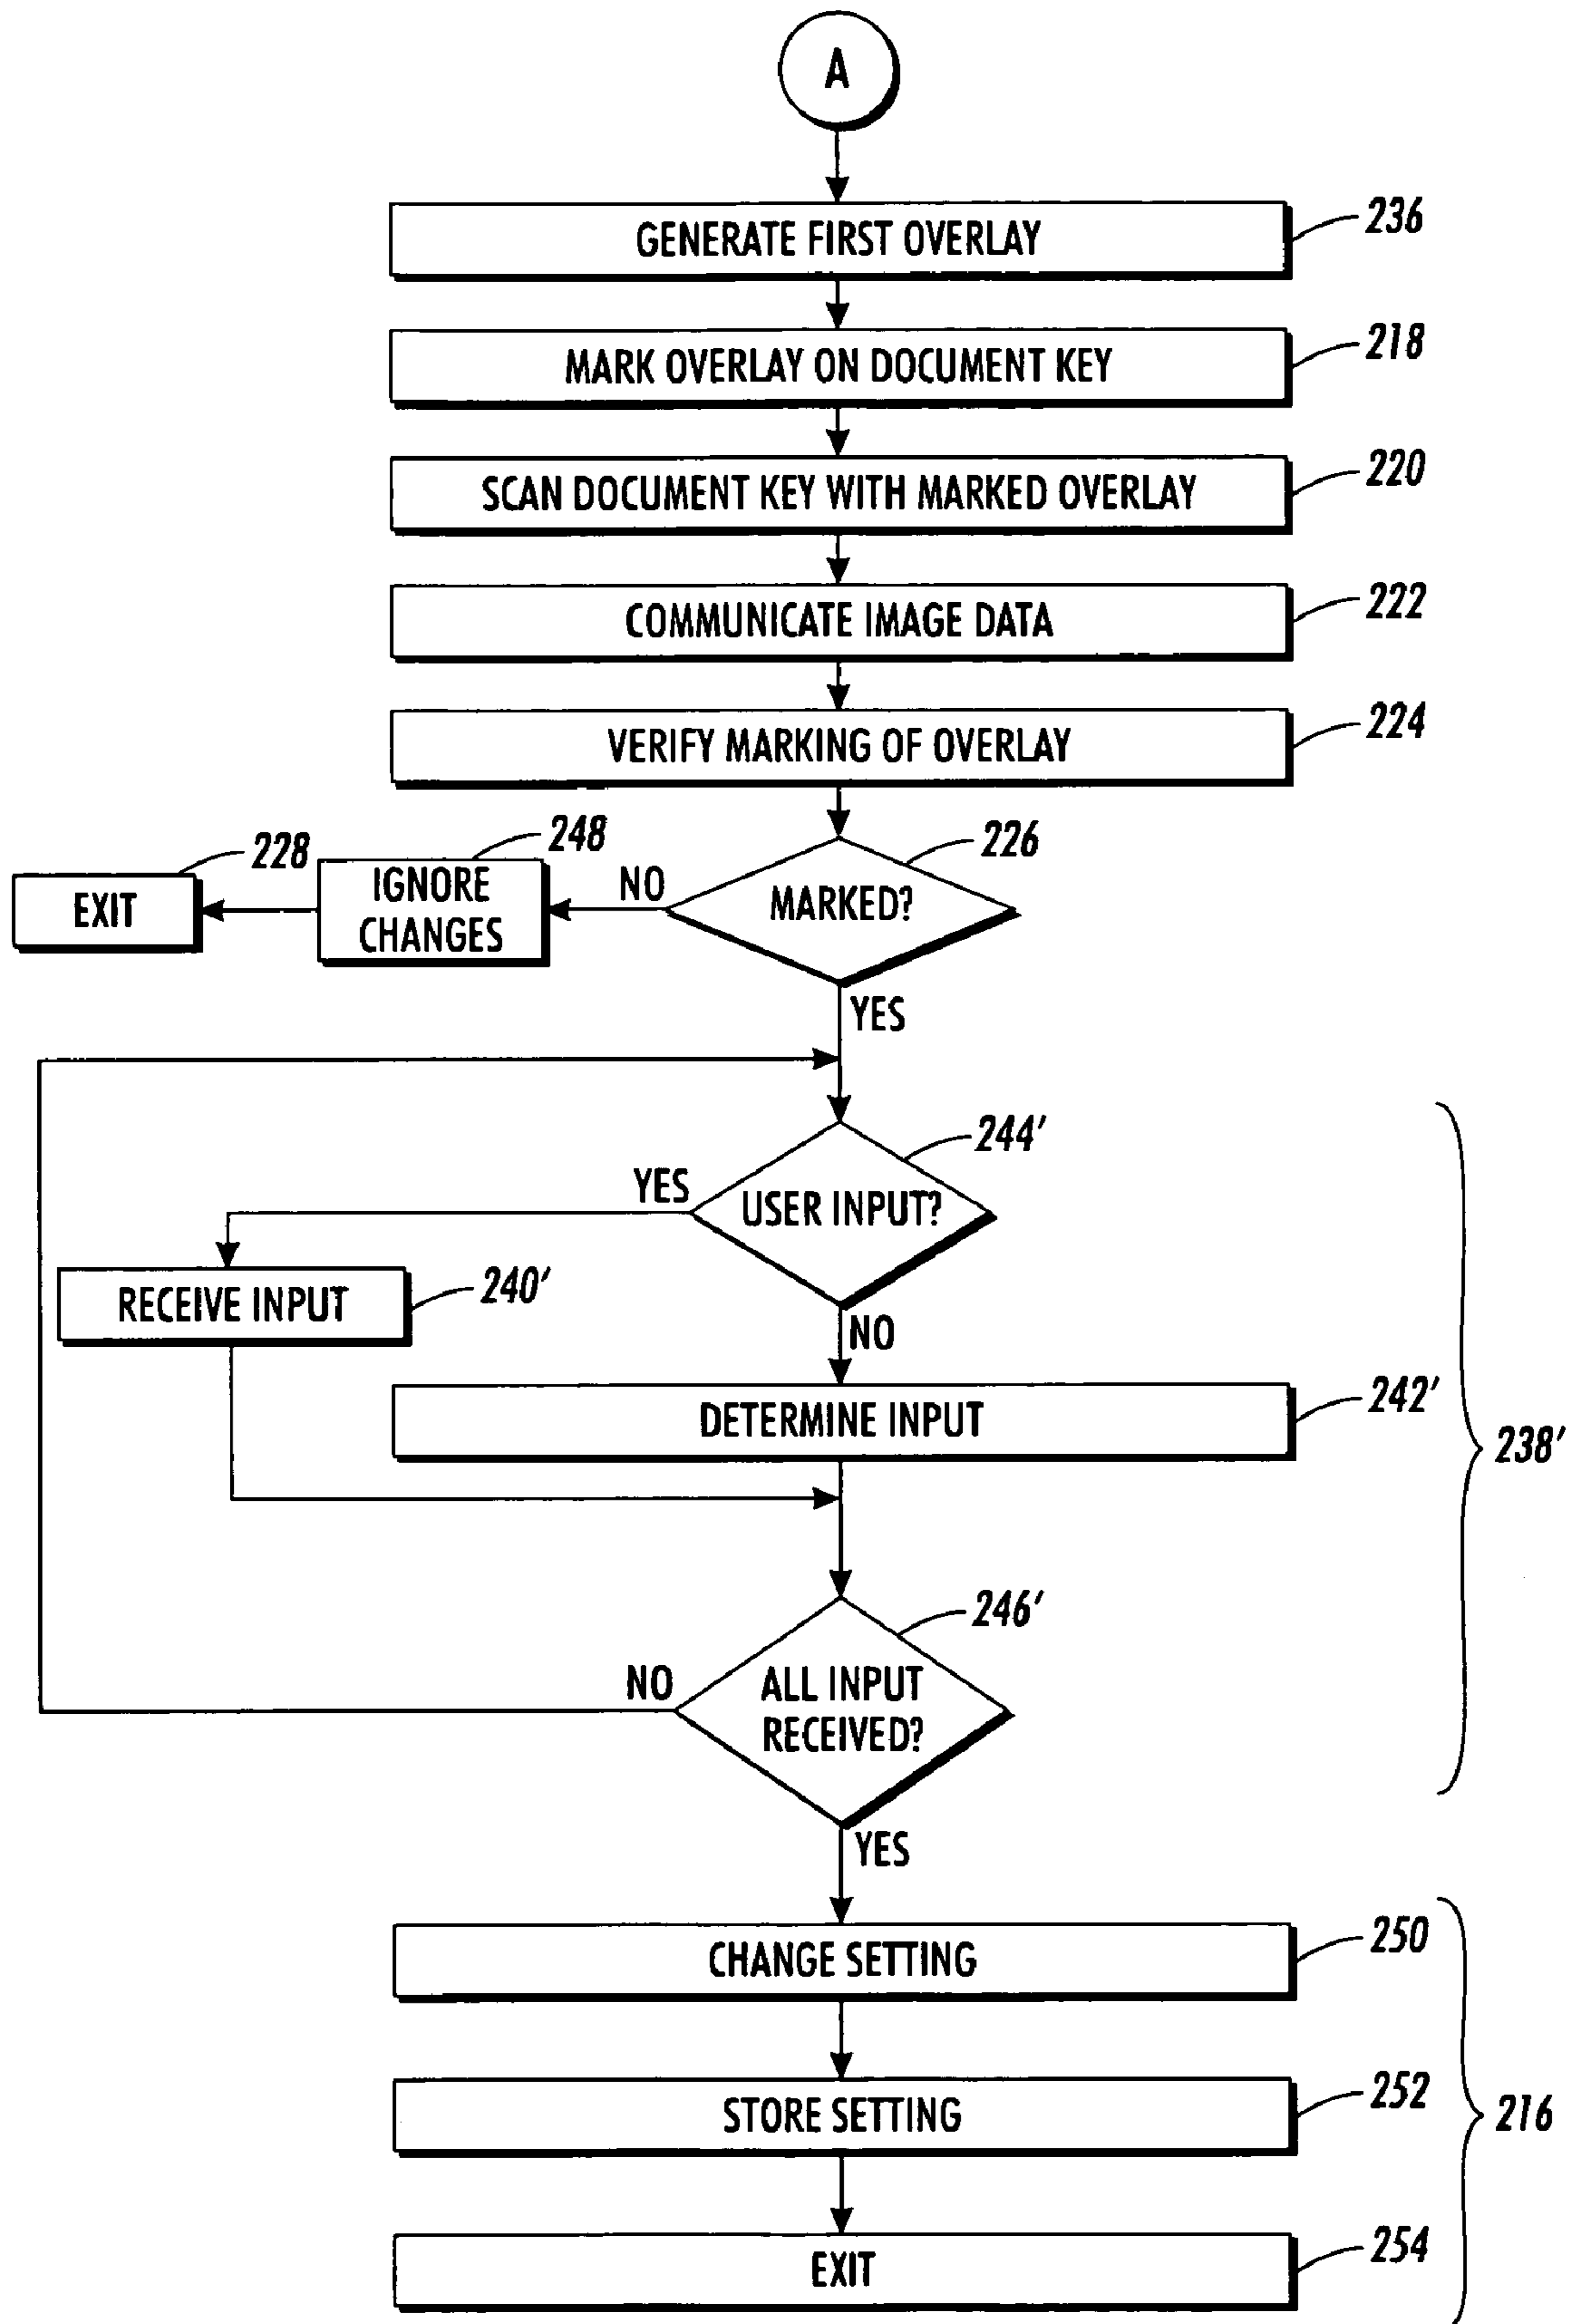 A
GENERATE FIRST OVERLAY
236
MARK OVERLAY ON DOCUMENT KEY
218
SCAN DOCUMENT KEY WITH MARKED OVERLAY
220
COMMUNICATE IMAGE DATA
222
VERIFY MARKING OF OVERLAY
224
228
248
226
EXIT
IGNORE
CHANGES
NO
MARKED?
YES
244'
YES
USER INPUT?
RECEIVE INPUT
240'
NO
DETERMINE INPUT
242'
238'
246'
NO
ALL INPUT
RECEIVED?
YES
CHANGE SETTING
250
STORE SETTING
252
216
EXIT
254